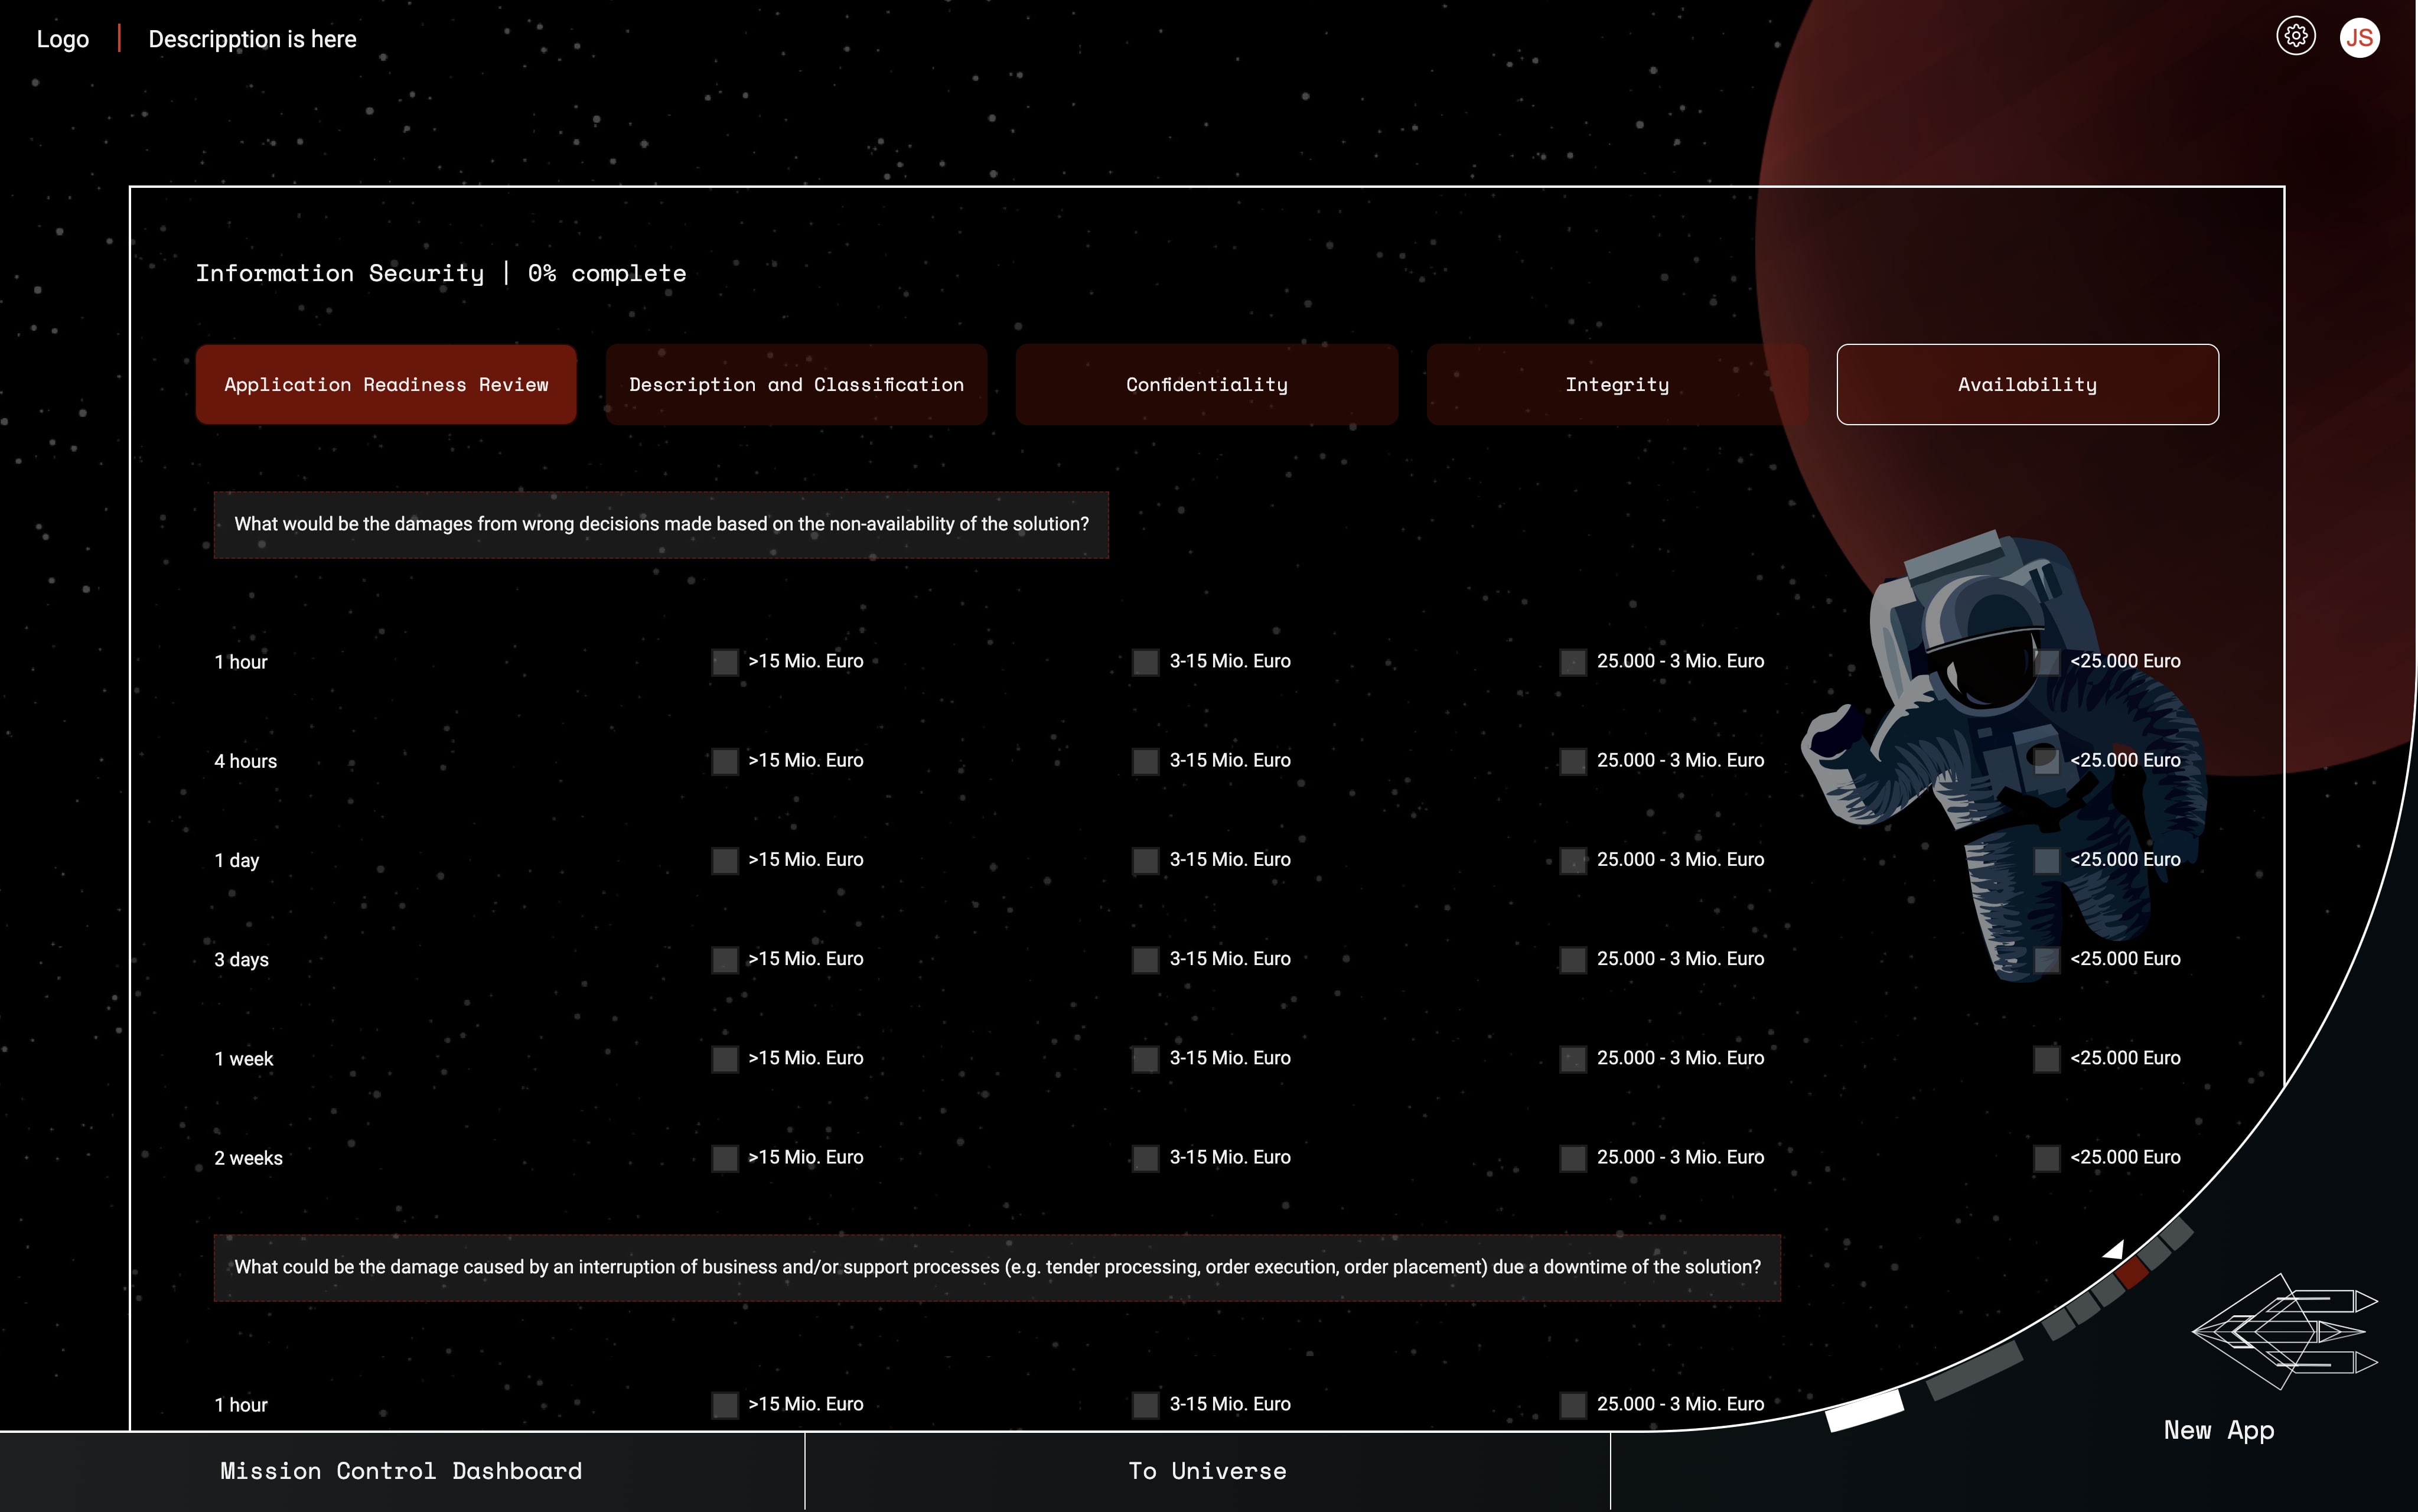 Logo | Descripption is here
JS
Information Security | 0% complete
Application Readiness Review
Description and Classification
Confidentiality
Integrity
Availability
What would be the damages from wrong decisions made based on the non-availability of the solution?
1 hour >15 Mio. Euro 3-15 Mio. Euro 25.000 - 3 Mio. Euro <25.000 Euro
4 hours >15 Mio. Euro 3-15 Mio. Euro 25.000 - 3 Mio. Euro <25.000 Euro
1 day >15 Mio. Euro 3-15 Mio. Euro 25.000 - 3 Mio. Euro <25.000 Euro
3 days >15 Mio. Euro 3-15 Mio. Euro 25.000 - 3 Mio. Euro <25.000 Euro
1 week >15 Mio. Euro 3-15 Mio. Euro 25.000 - 3 Mio. Euro <25.000 Euro
2 weeks >15 Mio. Euro 3-15 Mio. Euro 25.000 - 3 Mio. Euro <25.000 Euro
What could be the damage caused by an interruption of business and/or support processes (e.g. tender processing, order execution, order placement) due a downtime of the solution?
1 hour >15 Mio. Euro 3-15 Mio. Euro 25.000 - 3 Mio. Euro
New App
Mission Control Dashboard
To Universe